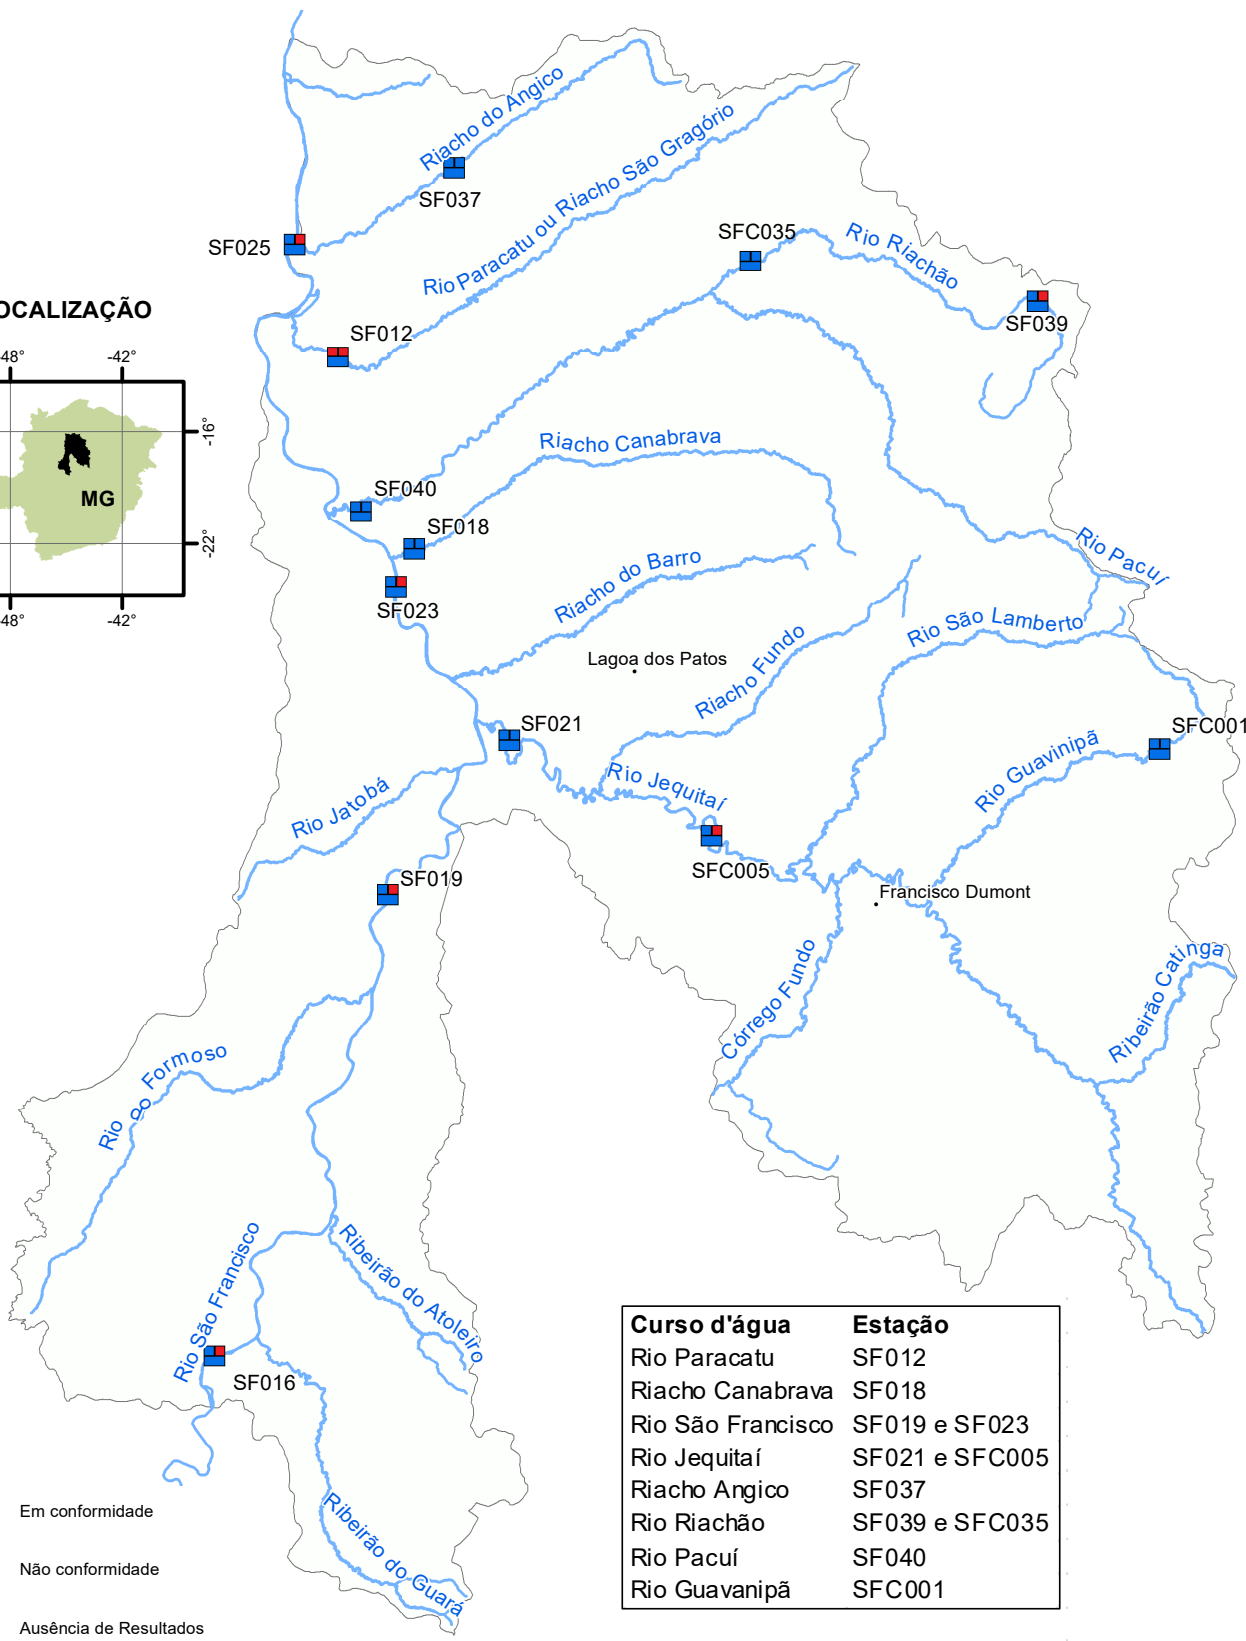 Riacho do Angico
SF037
Rio Paracatu ou Riacho São Gragório
SF025
SFC035
Rio Riachão
SF039
OCALIZAÇÃO
SF012
48°
-42°
-16°
MG
-22°
48°
-42°
Riacho Canabrava
SF040
SF018
Rio Pacuí
SF023
Riacho do Barro
Rio São Lamberto
Lagoa dos Patos
Riacho Fundo
SF021
SFC001
Rio Guavinipã
Rio Jequitaí
Rio Jatobá
SFC005
SF019
Francisco Dumont
Córrego Fundo
Ribeirão Catinga
Rio do Formoso
Rio São Francisco
Ribeirão do Atoleiro
SF016
Ribeirão do Guará
Curso d'água Estação
Rio Paracatu SF012
Riacho Canabrava SF018
Rio São Francisco SF019 e SF023
Rio Jequitaí SF021 e SFC005
Riacho Angico SF037
Rio Riachão SF039 e SFC035
Rio Pacuí SF040
Rio Guavanipã SFC001
Em conformidade
Não conformidade
Ausência de Resultados